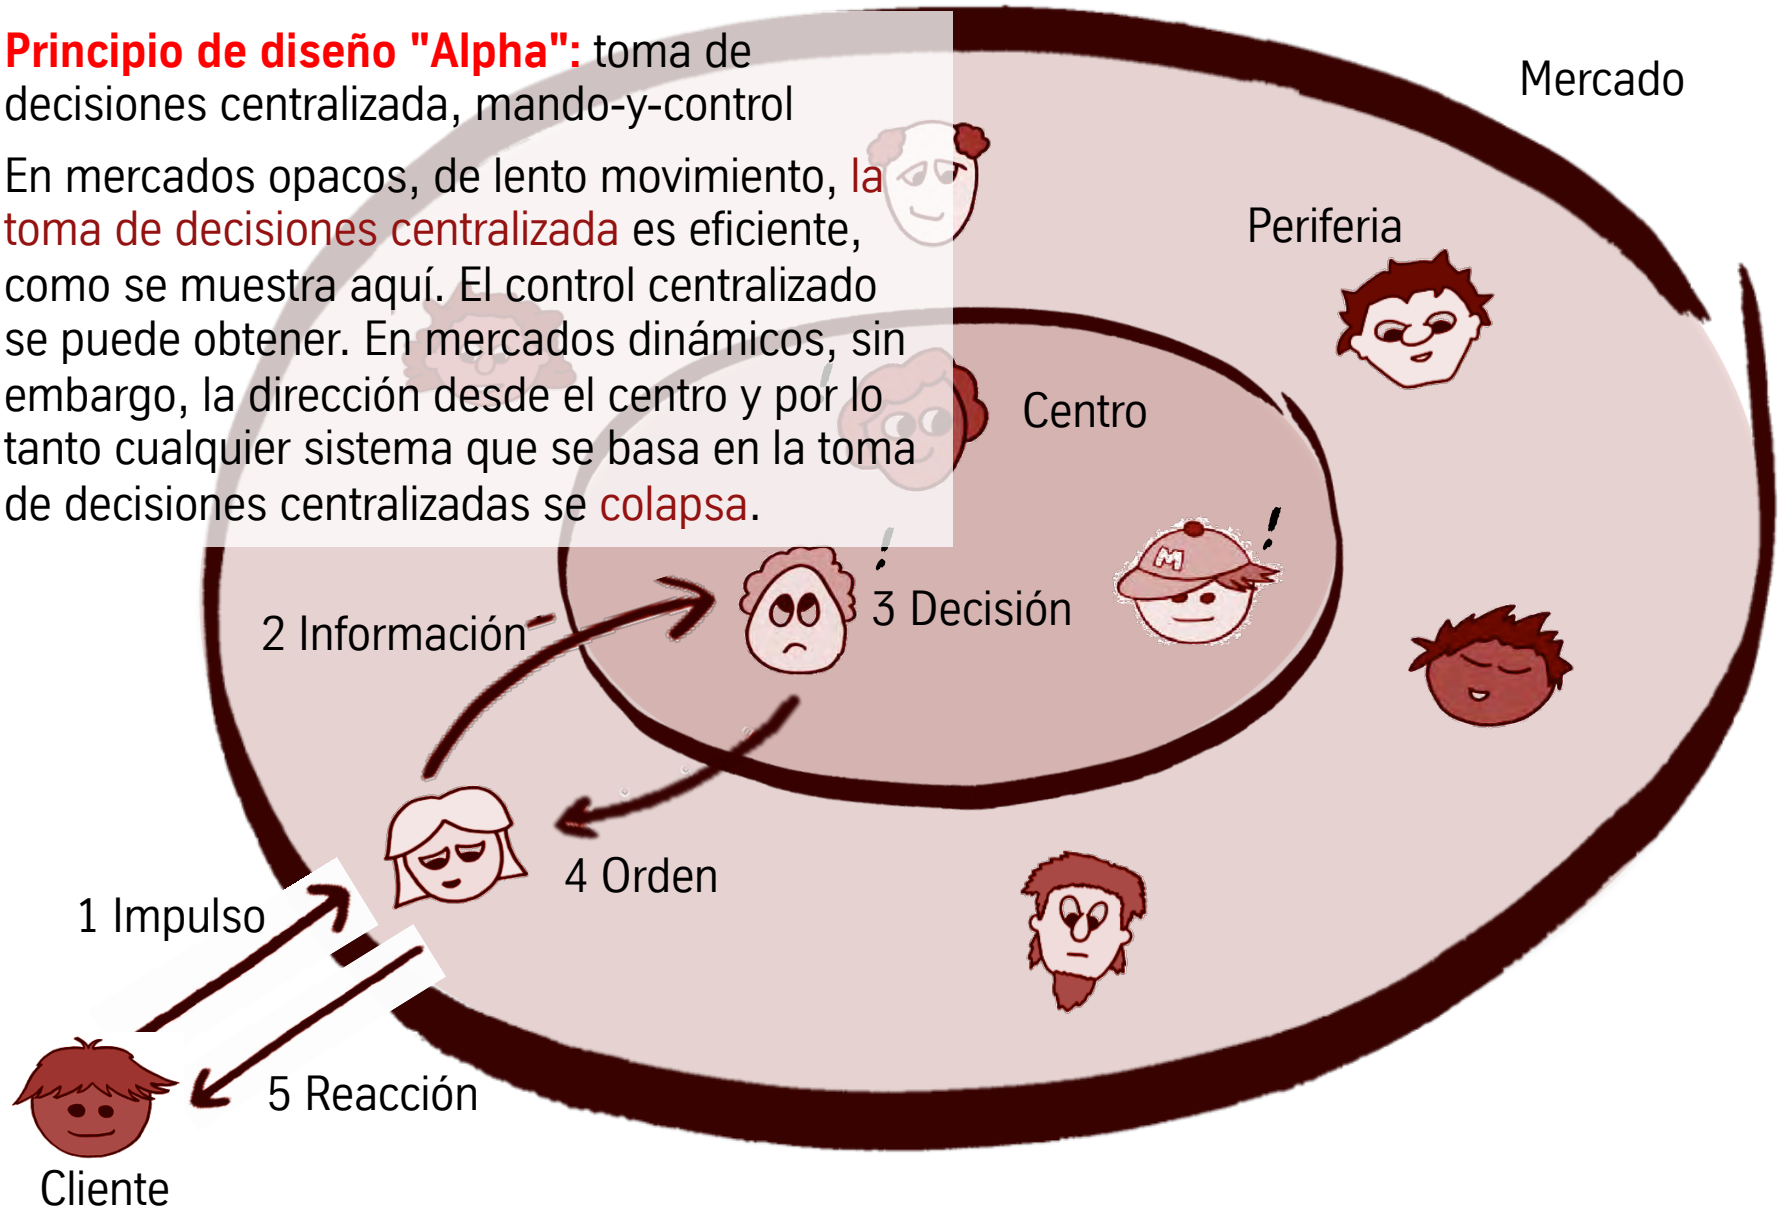 Principio de diseño "Alpha": toma de
decisiones centralizada, mando-y-control
En mercados opacos, de lento movimiento, la
toma de decisiones centralizada es eficiente,
como se muestra aquí. El control centralizado
se puede obtener. En mercados dinámicos, sin
embargo, la dirección desde el centro y por lo
tanto cualquier sistema que se basa en la toma
de decisiones centralizadas se colapsa.
Mercado
Periferia
Centro
!
!
M
3 Decisión
2 Información
4 Orden
1 Impulso
5 Reacción
Cliente